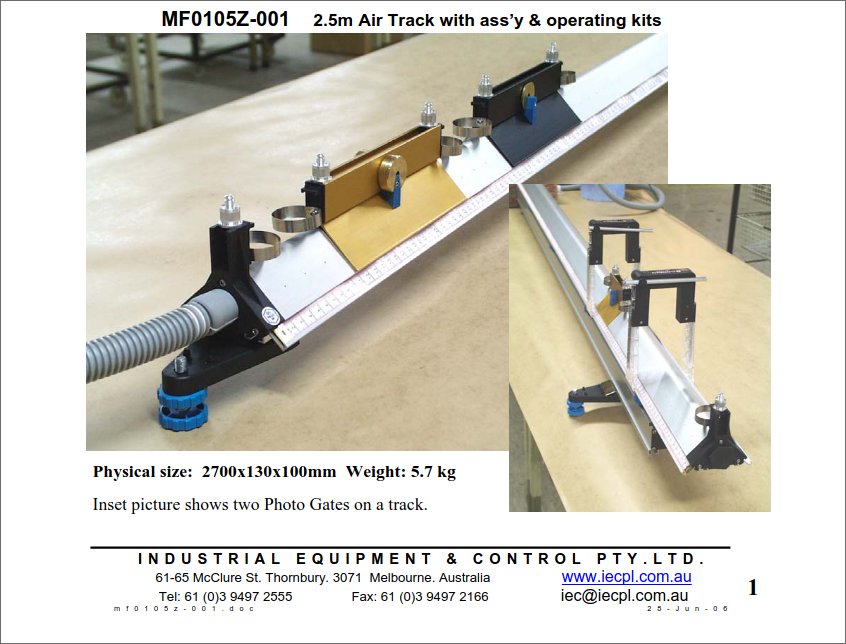 MF0105Z-001 2.5m Air Track with ass’y & operating kits
Physical size: 2700x130x100mm Weight: 5.7 kg
Inset picture shows two Photo Gates on a track.
INDUSTRIAL EQUIPMENT & CONTROL PTY.LTD.
61-65 McClure St. Thornbury. 3071 Melbourne. Australia www.iecpl.com.au
Tel: 61 (0)3 9497 2555 Fax: 61 (0)3 9497 2166 iec@iecpl.com.au 1
mf0105z-001.doc 25-Jun-06